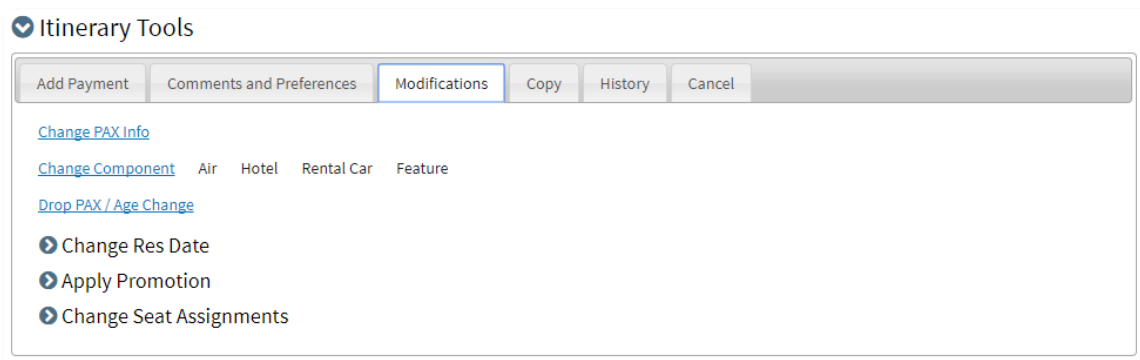 Itinerary Tools
Add Payment Comments and Preferences Modifications Copy History Cancel
Change PAX Info
Change Component Air Hotel Rental Car Feature
Drop PAX / Age Change
Change Res Date
Apply Promotion
Change Seat Assignments